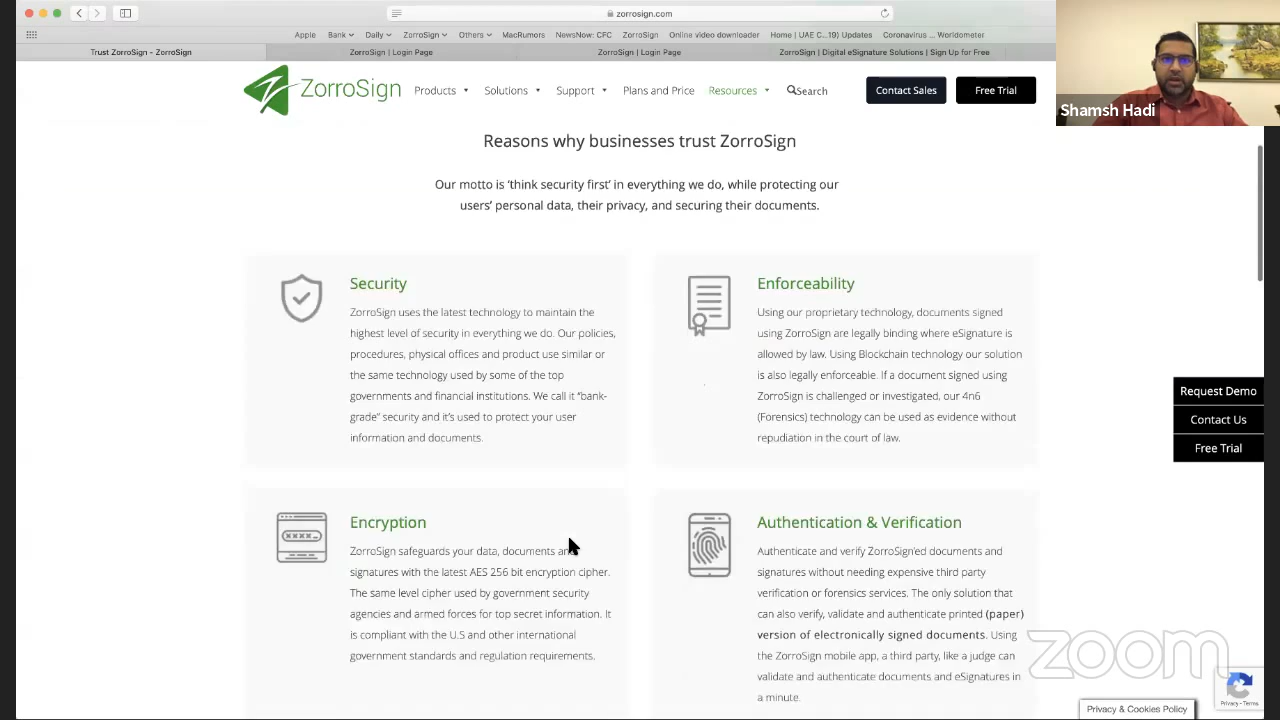 zorrosign.com
Apple Bank Daily ZorroSign Others MacRumors NewsNow: CFC ZorroSign Online video downloader Home | UAE C...19) Updates Coronavirus ... Worldometer
Trust ZorroSign - ZorroSign ZorroSign | Login Page ZorroSign | Login Page ZorroSign | Digital eSignature Solutions | Sign Up for Free
ZorroSign Products Solutions Support Plans and Price Resources Search Contact Sales Free Trial
Shamsh Hadi
Reasons why businesses trust ZorroSign
Our motto is ‘think security first’ in everything we do, while protecting our
users’ personal data, their privacy, and securing their documents.
Security
ZorroSign uses the latest technology to maintain the
highest level of security in everything we do. Our policies,
procedures, physical offices and product use similar or
the same technology used by some of the top
governments and financial institutions. We call it “bank-
grade” security and it’s used to protect your user
information and documents.
Enforceability
Using our proprietary technology, documents signed
using ZorroSign are legally binding where eSignature is
allowed by law. Using Blockchain technology our solution
is also legally enforceable. If a document signed using
ZorroSign is challenged or investigated, our 4n6
(Forensics) technology can be used as evidence without
repudiation in the court of law.
Request Demo
Contact Us
Free Trial
Encryption
ZorroSign safeguards your data, documents
signatures with the latest AES 256 bit encryption cipher.
The same level cipher used by government security
agencies and armed forces for top secret information. It
is compliant with the U.S and other international
government standards and regulation requirements.
Authentication & Verification
Authenticate and verify ZorroSign'ed documents and
signatures without needing expensive third party
verification or forensics services. The only solution that
can also verify, validate and authenticate printed (paper)
version of electronically signed documents. Using
the ZorroSign mobile app, a third party, like a judge can
validate and authenticate documents and eSignatures in
a minute.
zoom
Privacy - Terms
Privacy & Cookies Policy